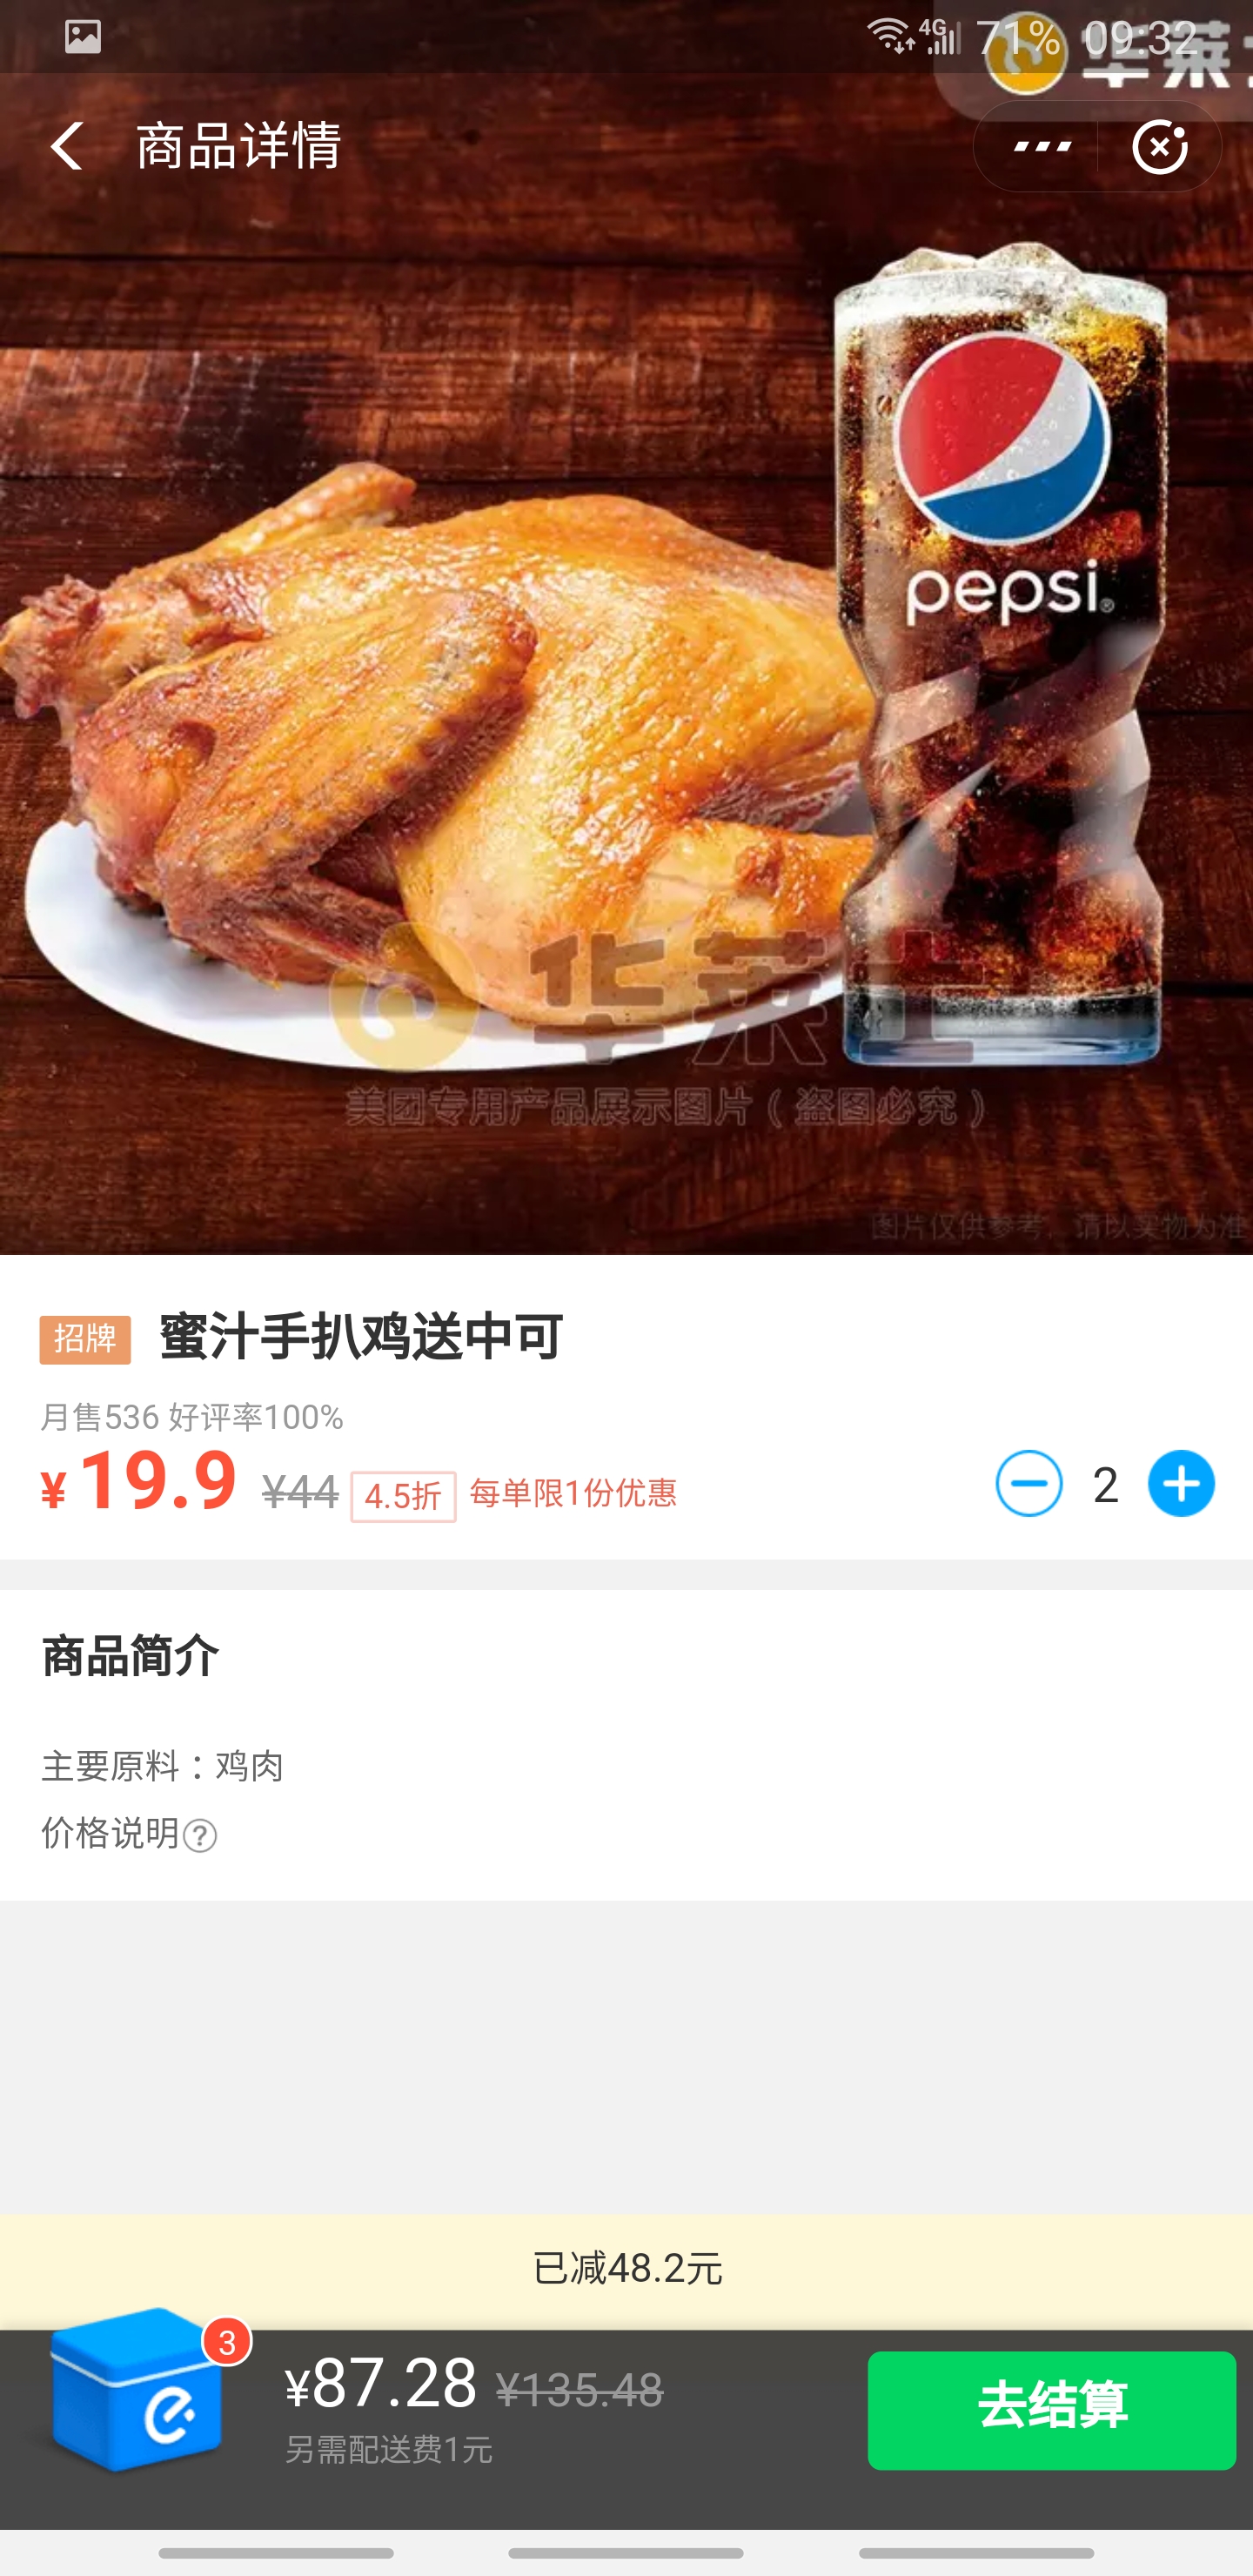 4G 71% 09:32
华莱
商品详情
pepsi
华莱士
美团专用产品展示图片(盗图必究)
图片仅供参考,请以实物为准
招牌 蜜汁手扒鸡送中可
月售536 好评率100%
¥19.9 ¥44 4.5折 每单限1份优惠 2
商品简介
主要原料：鸡肉
价格说明?
已减48.2元
3
¥87.28 ¥135.48 去结算
另需配送费1元